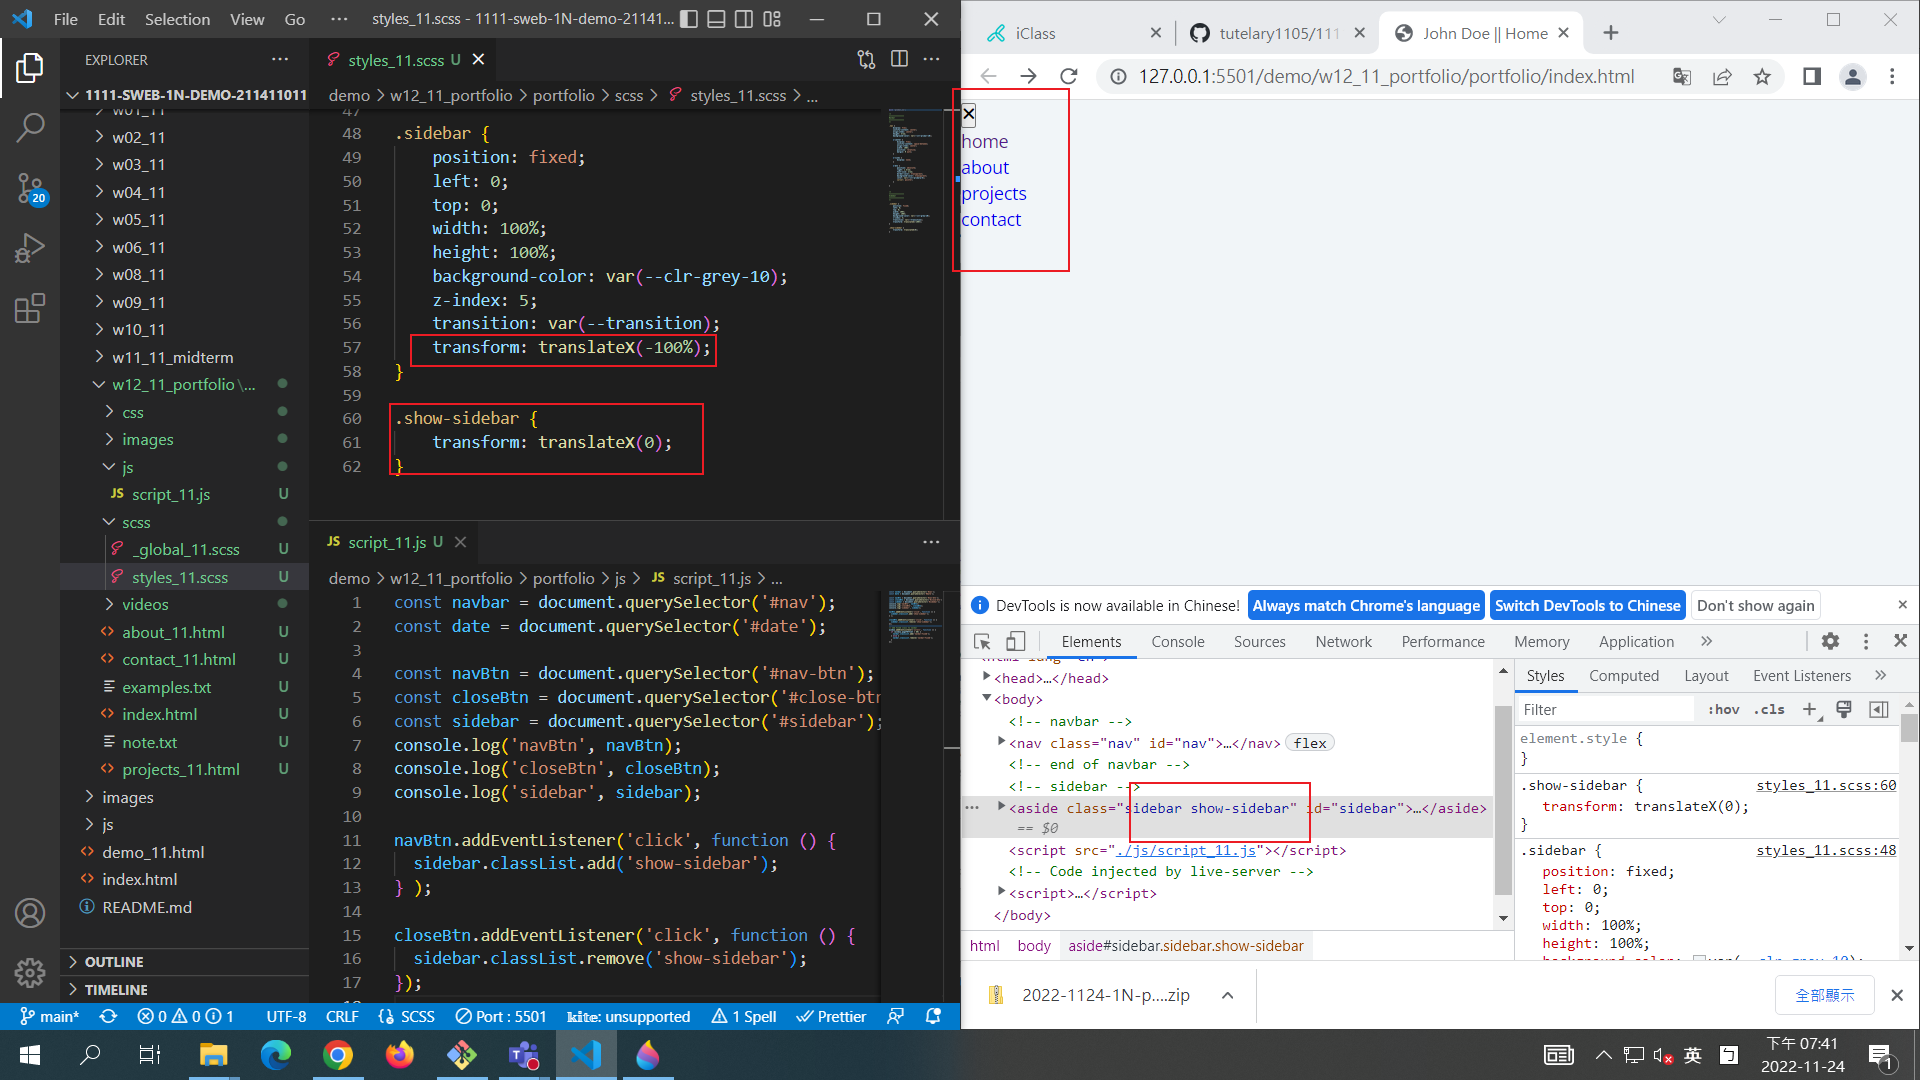 File Edit Selection View Go ··· styles_11.scss - 1111-sweb-1N-demo-21141...
EXPLORER
1111-SWEB-1N-DEMO-211411011
w01_11
w02_11
w03_11
w04_11
w05_11
w06_11
w08_11
w09_11
w10_11
w11_11_midterm
w12_11_portfolio \...
css
images
js
JS script_11.js U
scss
_global_11.scss U
styles_11.scss U
videos
about_11.html U
contact_11.html U
examples.txt U
index.html U
note.txt U
projects_11.html U
images
js
demo_11.html
index.html
README.md
OUTLINE
TIMELINE
20
styles_11.scss U
demo > w12_11_portfolio > portfolio > scss > styles_11.scss > ...
47
48 .sidebar {
49 position: fixed;
50 left: 0;
51 top: 0;
52 width: 100%;
53 height: 100%;
54 background-color: var(--clr-grey-10);
55 z-index: 5;
56 transition: var(--transition);
57 transform: translateX(-100%);
58 }
59
60 .show-sidebar {
61 transform: translateX(0);
62 }
JS script_11.js U
demo > w12_11_portfolio > portfolio > js > JS script_11.js > ...
1 const navbar = document.querySelector('#nav');
2 const date = document.querySelector('#date');
3
4 const navBtn = document.querySelector('#nav-btn');
5 const closeBtn = document.querySelector('#close-btn
6 const sidebar = document.querySelector('#sidebar');
7 console.log('navBtn', navBtn);
8 console.log('closeBtn', closeBtn);
9 console.log('sidebar', sidebar);
10
11 navBtn.addEventListener('click', function () {
12 sidebar.classList.add('show-sidebar');
13 } );
14
15 closeBtn.addEventListener('click', function () {
16 sidebar.classList.remove('show-sidebar');
17 });
18
main* 0 0 1 UTF-8 CRLF SCSS Port : 5501 kite: unsupported 1 Spell Prettier
iClass
tutelary1105/111
John Doe || Home
127.0.0.1:5501/demo/w12_11_portfolio/portfolio/index.html
home
about
projects
contact
DevTools is now available in Chinese! Always match Chrome's language Switch DevTools to Chinese Don't show again
Elements Console Sources Network Performance Memory Application
<html lang="en">
<head>…</head>
<body>
<!-- navbar -->
<nav class="nav" id="nav">…</nav> flex
<!-- end of navbar -->
<!-- sidebar -->
<aside class="sidebar show-sidebar" id="sidebar">…</aside>
== $0
<script src="./js/script_11.js"></script>
<!-- Code injected by live-server -->
<script>…</script>
</body>
html body aside#sidebar.sidebar.show-sidebar
Styles Computed Layout Event Listeners
Filter :hov .cls
element.style {
}
.show-sidebar { styles_11.scss:60
transform: translateX(0);
}
.sidebar { styles_11.scss:48
position: fixed;
left: 0;
top: 0;
width: 100%;
height: 100%;
background-color: var(--clr-grey-10);
2022-1124-1N-p....zip
全部顯示
英
下午 07:41
2022-11-24
1